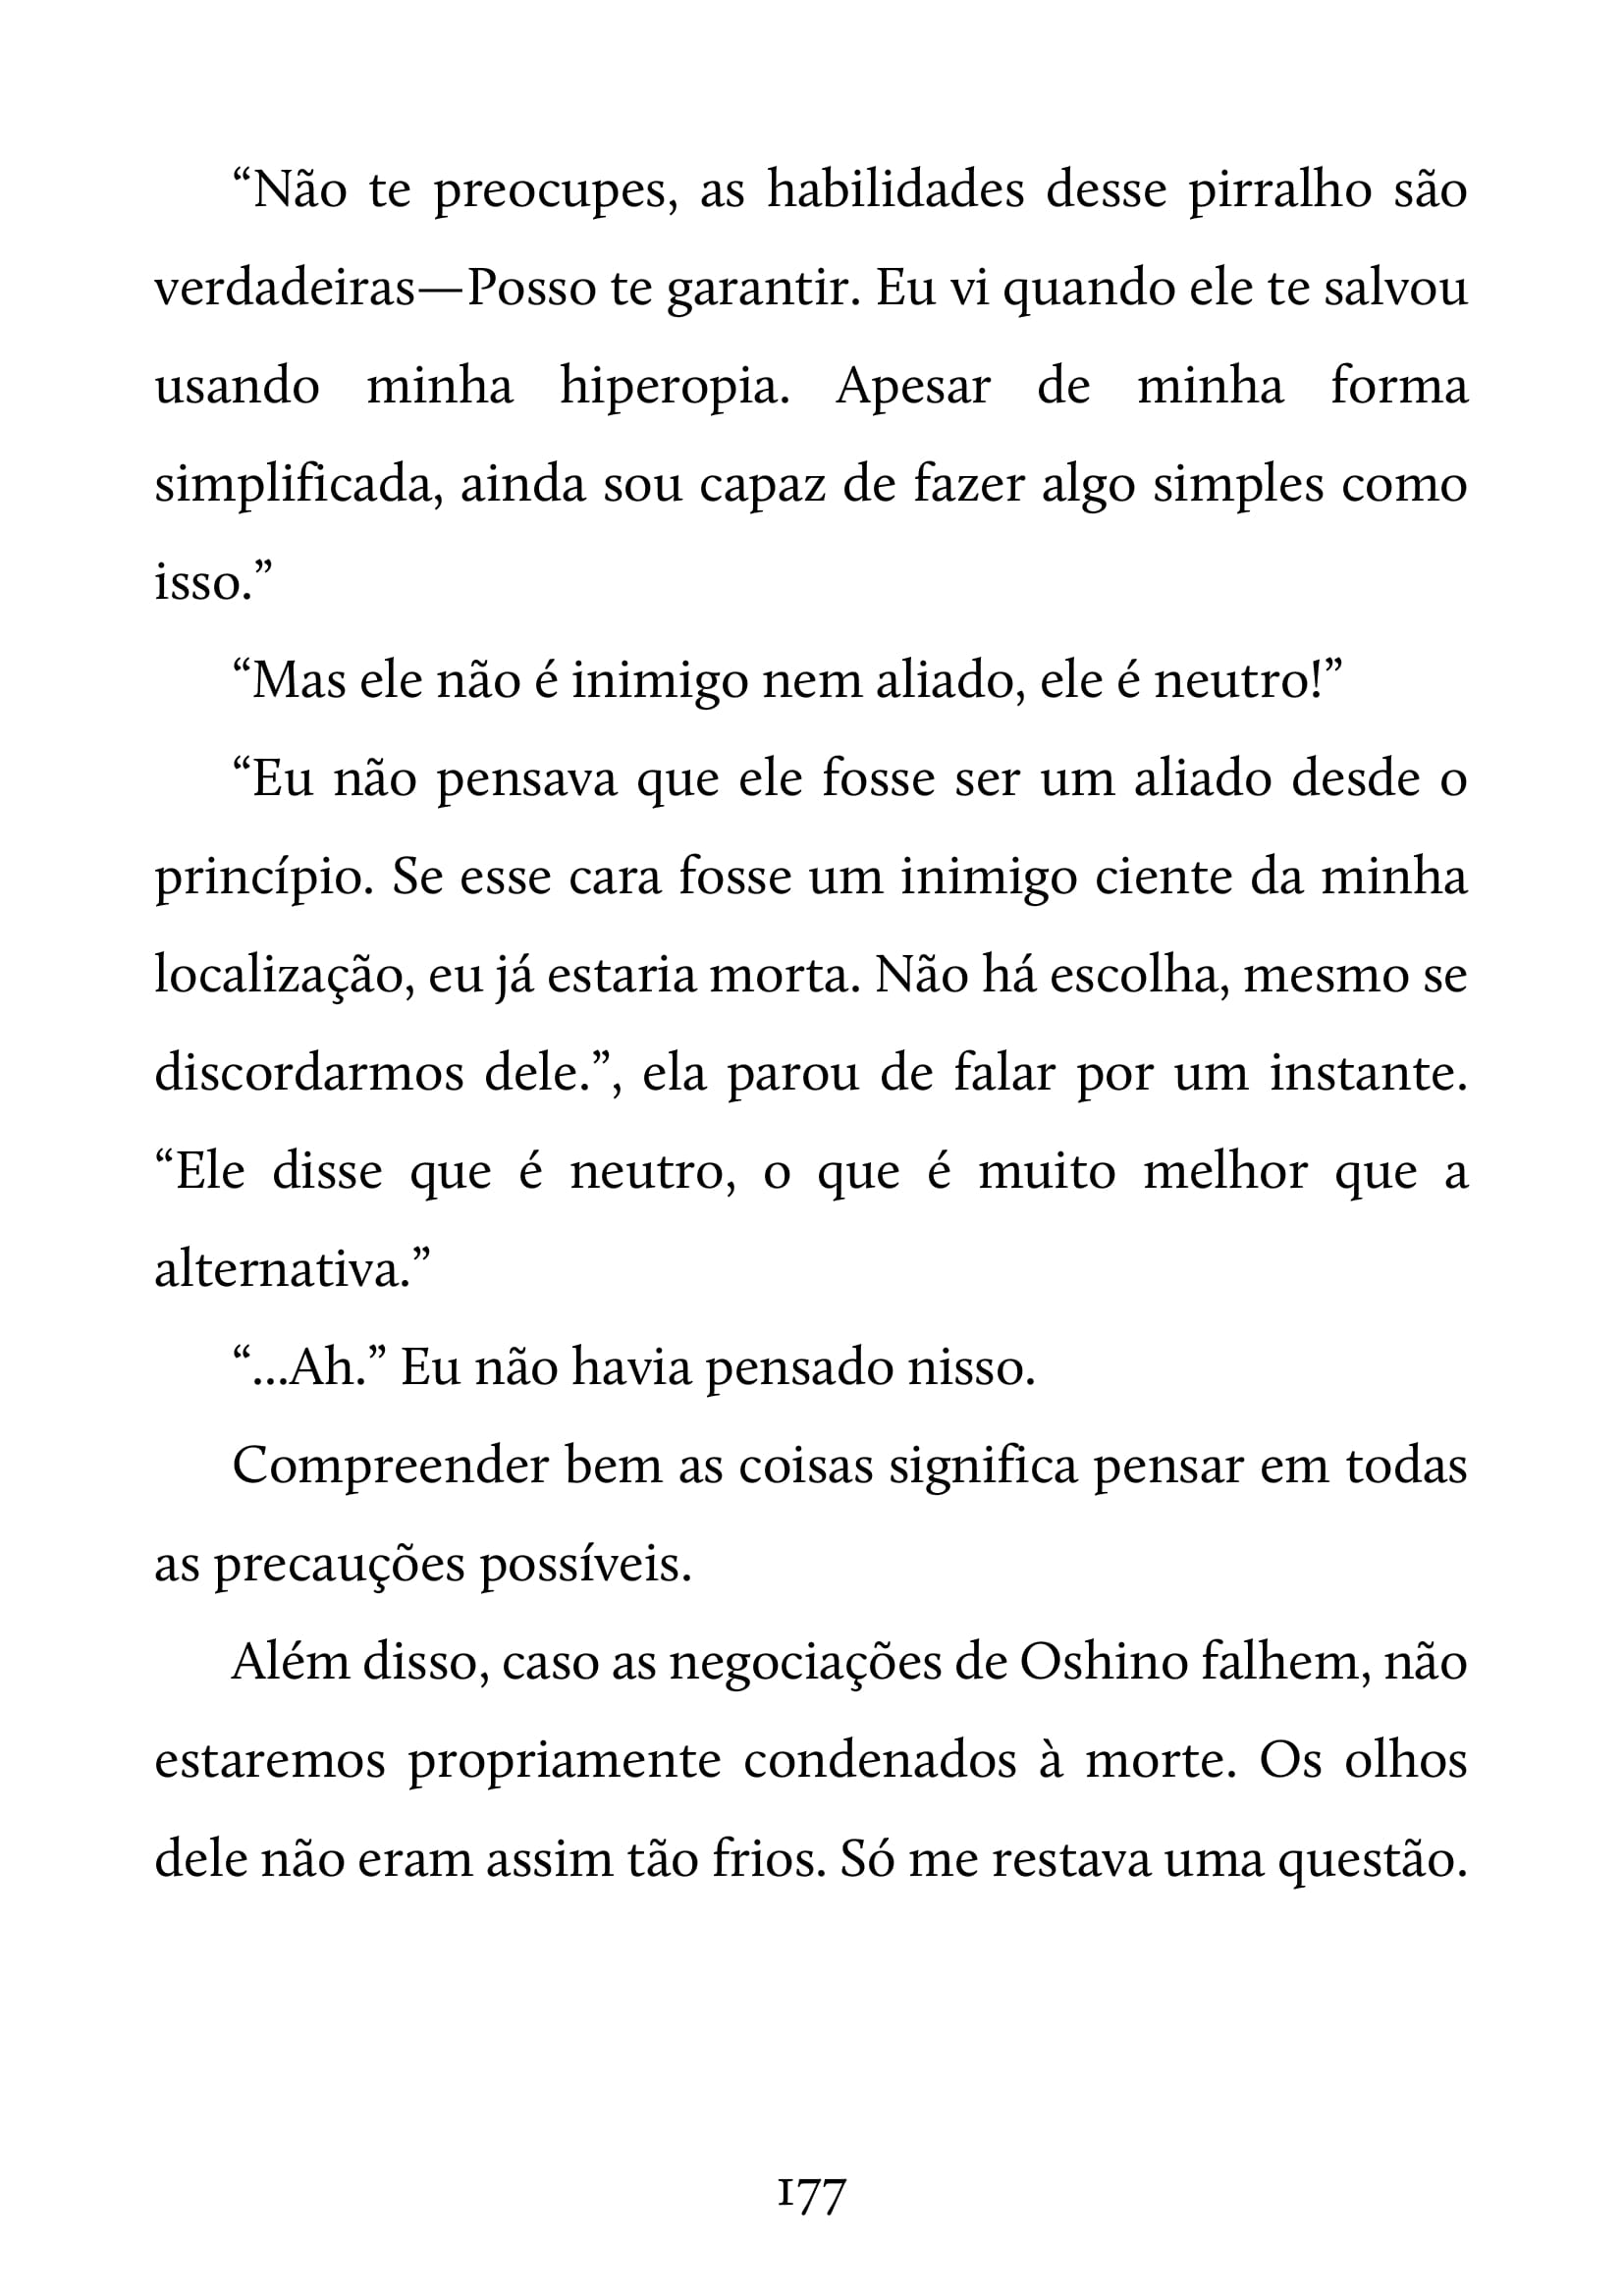 “Não te preocupes, as habilidades desse pirralho são
verdadeiras—Posso te garantir. Eu vi quando ele te salvou
usando minha hiperopia. Apesar de minha forma
simplificada, ainda sou capaz de fazer algo simples como
isso.”
“Mas ele não é inimigo nem aliado, ele é neutro!”
“Eu não pensava que ele fosse ser um aliado desde o
princípio. Se esse cara fosse um inimigo ciente da minha
localização, eu já estaria morta. Não há escolha, mesmo se
discordarmos dele.”, ela parou de falar por um instante.
“Ele disse que é neutro, o que é muito melhor que a
alternativa.”
“...Ah.” Eu não havia pensado nisso.
Compreender bem as coisas significa pensar em todas
as precauções possíveis.
Além disso, caso as negociações de Oshino falhem, não
estaremos propriamente condenados à morte. Os olhos
dele não eram assim tão frios. Só me restava uma questão.
177